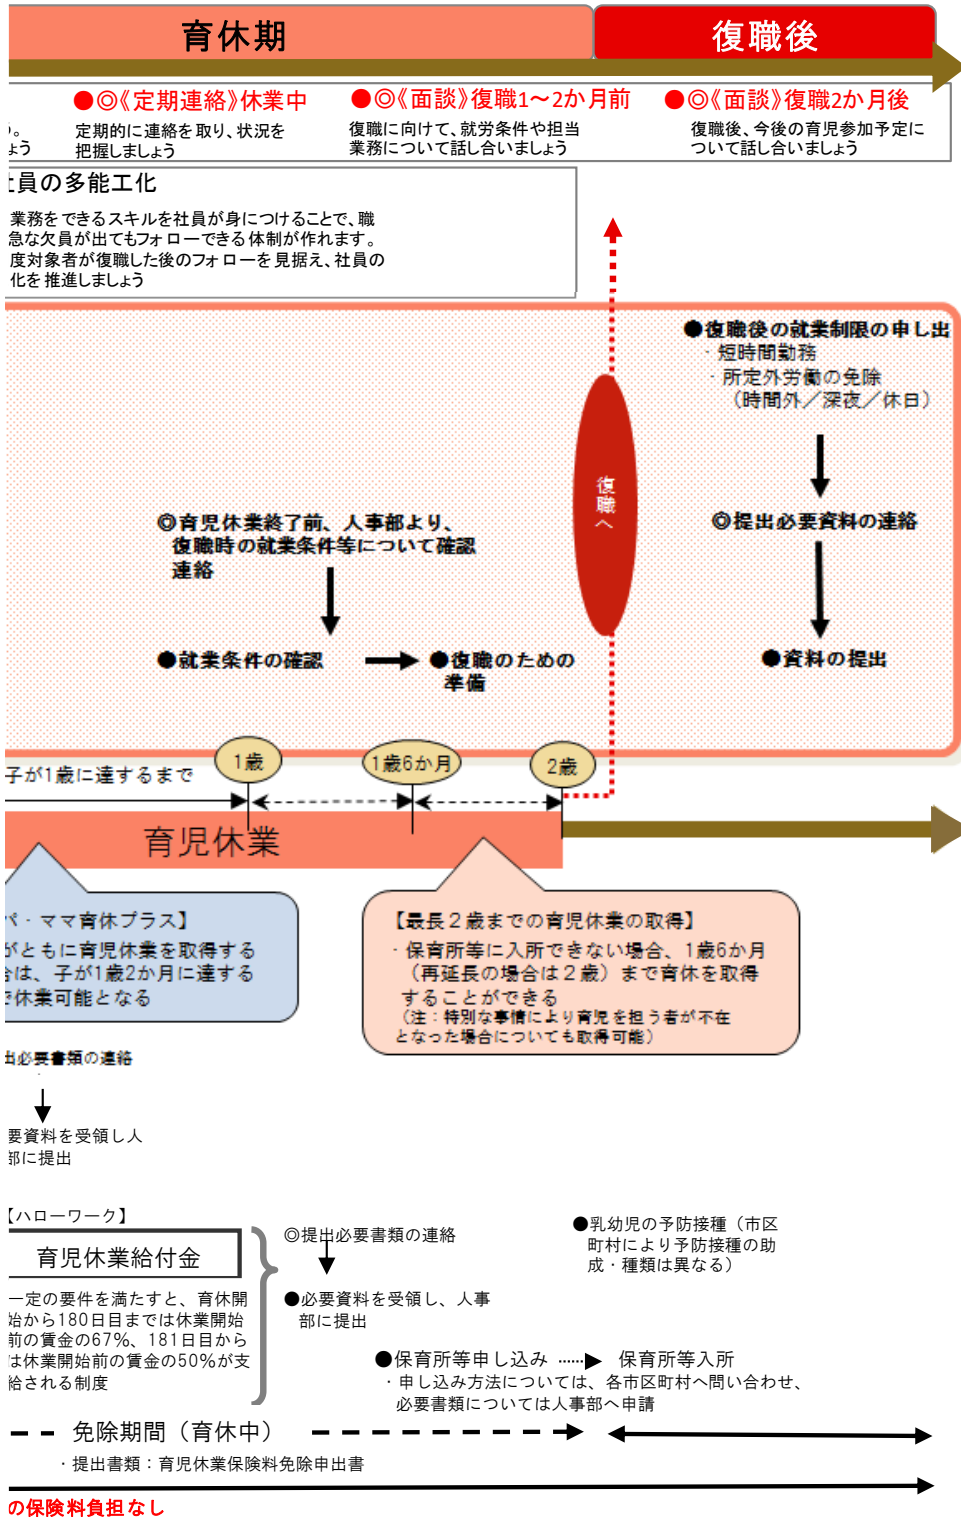 育休期
復職後
●◎《定期連絡》休業中
定期的に連絡を取り、状況を
把握しましょう
●◎《面談》復職1～2か月前
復職に向けて、就労条件や担当
業務について話し合いましょう
●◎《面談》復職2か月後
復職後、今後の育児参加予定に
ついて話し合いましょう
。
ょう
社員の多能工化
業務をできるスキルを社員が身につけることで、職
急な欠員が出てもフォローできる体制が作れます。
度対象者が復職した後のフォローを見据え、社員の
化を推進しましょう
●復職後の就業制限の申し出
・短時間勤務
・所定外労働の免除
（時間外／深夜／休日）
◎提出必要資料の連絡
●資料の提出
復職へ
◎育児休業終了前、人事部より、
復職時の就業条件等について確認
連絡
●就業条件の確認
●復職のための
準備
子が1歳に達するまで
1歳
1歳6か月
2歳
育児休業
パ・ママ育休プラス】
がともに育児休業を取得する
合は、子が1歳2か月に達する
で休業可能となる
【最長２歳までの育児休業の取得】
・保育所等に入所できない場合、1歳6か月
（再延長の場合は２歳）まで育休を取得
することができる
（注：特別な事情により育児を担う者が不在
となった場合についても取得可能）
出必要書類の連絡
要資料を受領し人
部に提出
【ハローワーク】
育児休業給付金
一定の要件を満たすと、育休開
始から180日目までは休業開始
前の賃金の67%、181日目から
は休業開始前の賃金の50%が支
給される制度
◎提出必要書類の連絡
●必要資料を受領し、人事
部に提出
●乳幼児の予防接種（市区
町村により予防接種の助
成・種類は異なる）
●保育所等申し込み
保育所等入所
・申し込み方法については、各市区町村へ問い合わせ、
必要書類については人事部へ申請
免除期間（育休中）
・提出書類：育児休業保険料免除申出書
の保険料負担なし